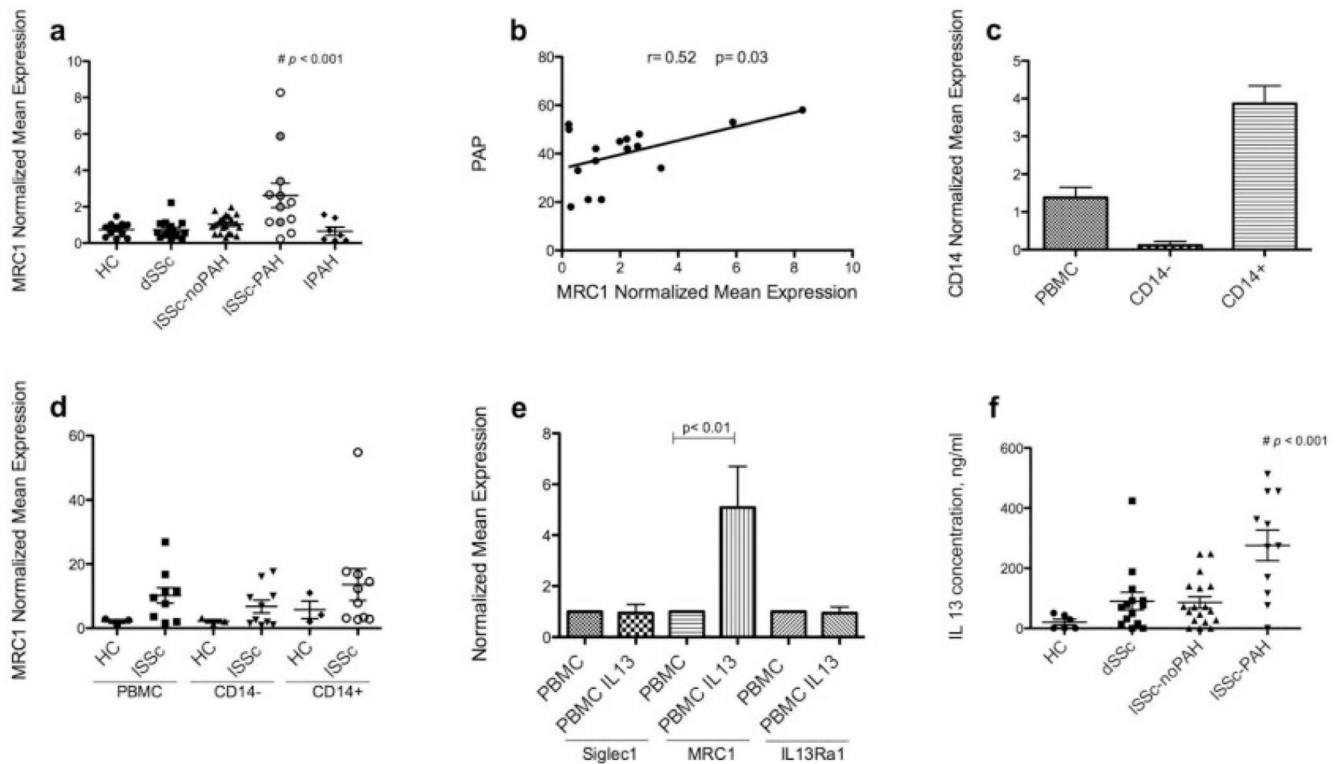 a
MRC1 Normalized Mean Expression
# p < 0.001
10
8
6
4
2
0
HC
dSSc
lSSc-noPAH
lSSc-PAH
IPAH
b
PAP
r= 0.52 p= 0.03
80
60
40
20
0
0 2 4 6 8 10
MRC1 Normalized Mean Expression
c
CD14 Normalized Mean Expression
5
4
3
2
1
0
PBMC
CD14-
CD14+
d
MRC1 Normalized Mean Expression
60
40
20
0
HC
lSSc
HC
lSSc
HC
lSSc
PBMC CD14- CD14+
e
Normalized Mean Expression
p< 0.01
8
6
4
2
0
PBMC
PBMC IL13
PBMC
PBMC IL13
PBMC
PBMC IL13
Siglec1 MRC1 IL13Ra1
f
IL 13 concentration, ng/ml
# p < 0.001
600
400
200
0
HC
dSSc
lSSc-noPAH
lSSc-PAH